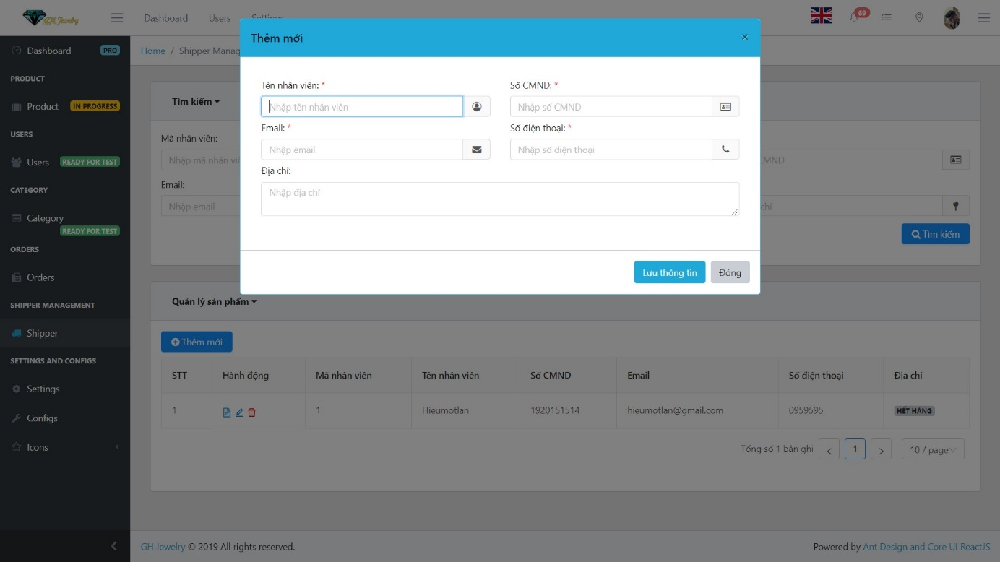 GH Jewelry
Dashboard
Users
Settings
69
Thêm mới
×
Dashboard
PRO
Home / Shipper Manag
PRODUCT
Product
IN PROGRESS
USERS
Users
READY FOR TEST
CATEGORY
Category
READY FOR TEST
ORDERS
Orders
SHIPPER MANAGEMENT
Shipper
SETTINGS AND CONFIGS
Settings
Configs
Icons
Tìm kiếm
Mã nhân viên:
Nhập mã nhân viê
Email:
Nhập email
CMND
chỉ
Tìm kiếm
Tên nhân viên: *
Số CMND: *
Nhập tên nhân viên
Nhập số CMND
Email: *
Số điện thoại: *
Nhập email
Nhập số điện thoại
Địa chỉ:
Nhập địa chỉ
Lưu thông tin
Đóng
Quản lý sản phẩm
Thêm mới
STT Hành động Mã nhân viên Tên nhân viên Số CMND Email Số điện thoại Địa chỉ
1 1 Hieumotlan 1920151514 hieumotlan@gmail.com 0959595 HẾT HÀNG
Tổng số 1 bản ghi < 1 > 10 / page
GH Jewelry © 2019 All rights reserved.
Powered by Ant Design and Core UI ReactJS